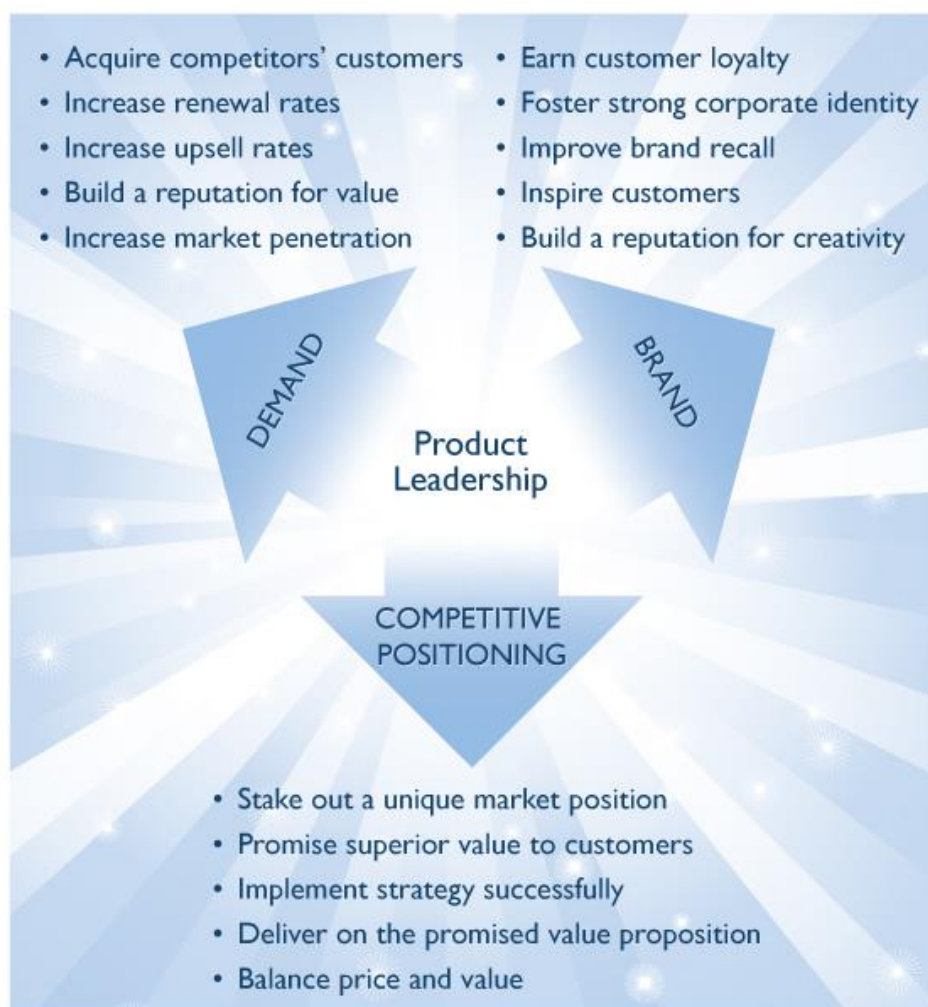 • Acquire competitors’ customers
• Increase renewal rates
• Increase upsell rates
• Build a reputation for value
• Increase market penetration
• Earn customer loyalty
• Foster strong corporate identity
• Improve brand recall
• Inspire customers
• Build a reputation for creativity
DEMAND
BRAND
Product
Leadership
COMPETITIVE
POSITIONING
• Stake out a unique market position
• Promise superior value to customers
• Implement strategy successfully
• Deliver on the promised value proposition
• Balance price and value